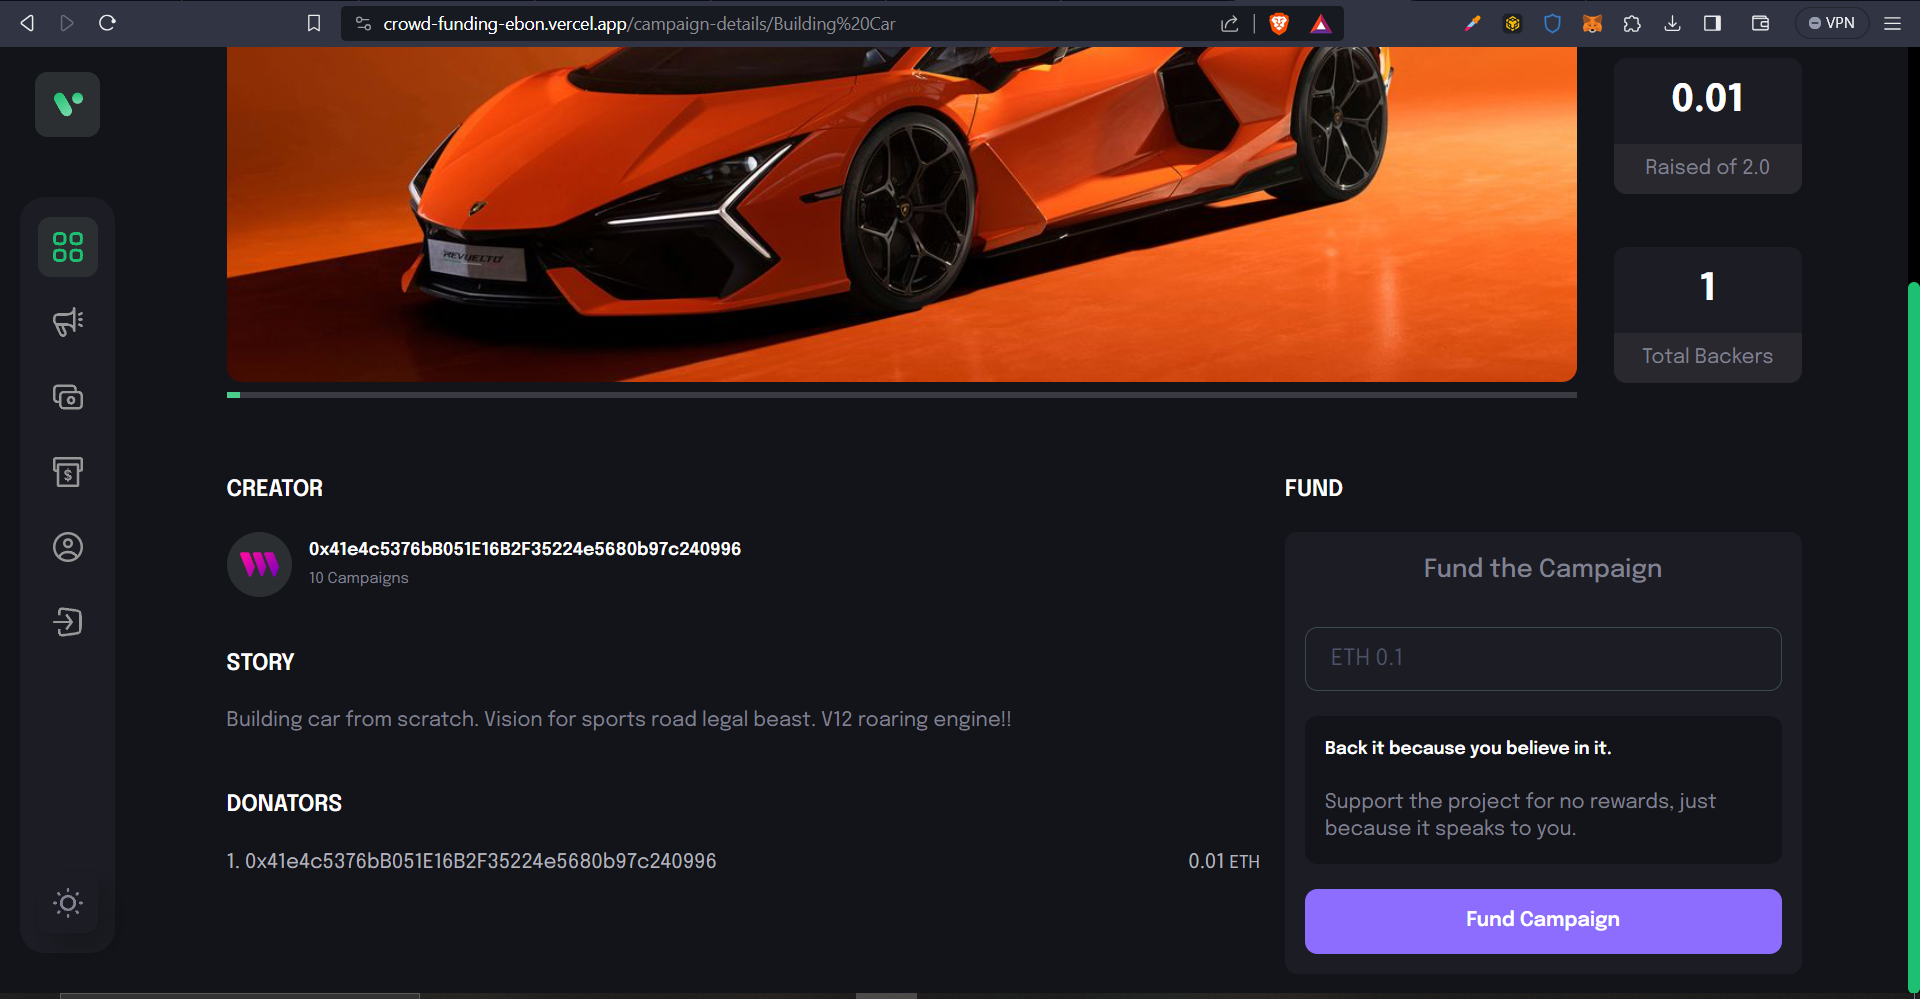 crowd-funding-ebon.vercel.app/campaign-details/Building%20Car
VPN
REVUELTO
0.01
Raised of 2.0
1
Total Backers
CREATOR
0x41e4c5376bB051E16B2F35224e5680b97c240996
10 Campaigns
STORY
Building car from scratch. Vision for sports road legal beast. V12 roaring engine!!
DONATORS
1. 0x41e4c5376bB051E16B2F35224e5680b97c240996 0.01 ETH
FUND
Fund the Campaign
ETH 0.1
Back it because you believe in it.
Support the project for no rewards, just
because it speaks to you.
Fund Campaign